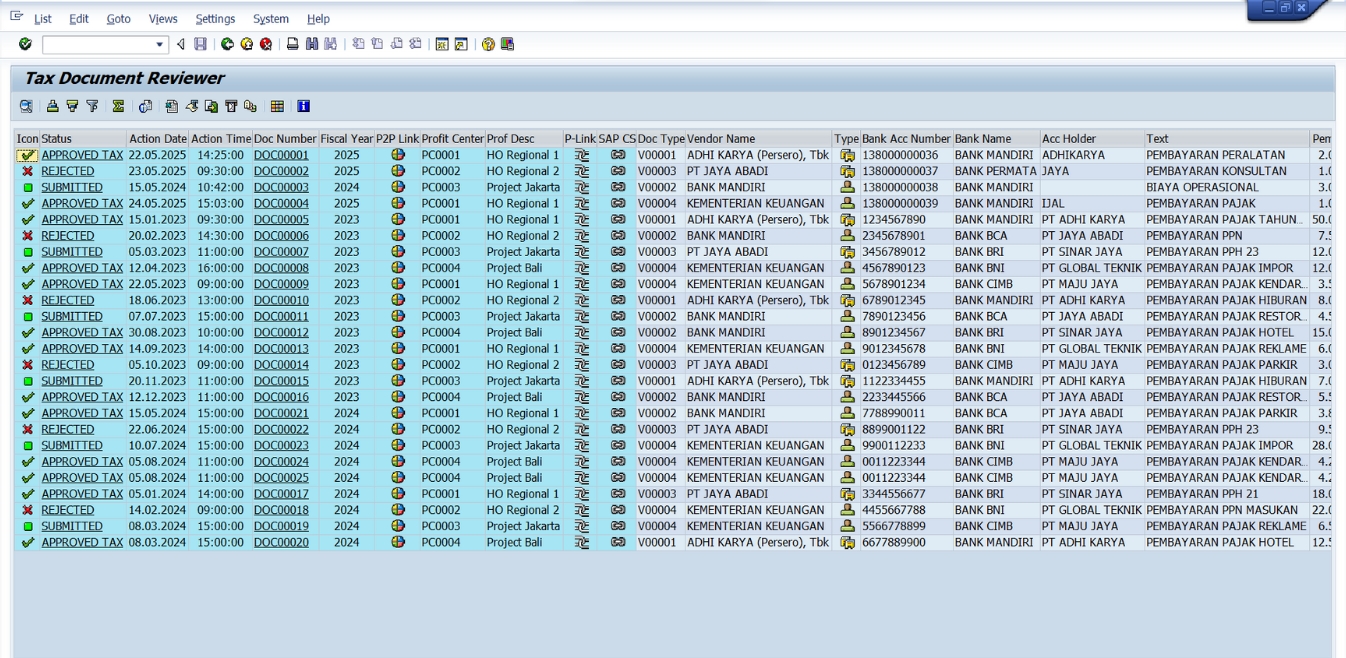 List Edit Goto Views Settings System Help
Tax Document Reviewer
Icon Status Action Date Action Time Doc Number Fiscal Year P2P Link Profit Center Prof Desc P-Link SAP CS Doc Type Vendor Name Type Bank Acc Number Bank Name Acc Holder Text Pem
APPROVED TAX 22.05.2025 14:25:00 DOC00001 2025 PC0001 HO Regional 1 V00001 ADHI KARYA (Persero), Tbk 138000000036 BANK MANDIRI ADHIKARYA PEMBAYARAN PERALATAN 2.0
REJECTED 23.05.2025 09:30:00 DOC00002 2025 PC0002 HO Regional 2 V00003 PT JAYA ABADI 138000000037 BANK PERMATA JAYA PEMBAYARAN KONSULTAN 1.0
SUBMITTED 15.05.2024 10:42:00 DOC00003 2024 PC0003 Project Jakarta V00002 BANK MANDIRI 138000000038 BANK MANDIRI BIAYA OPERASIONAL 3.0
APPROVED TAX 24.05.2025 15:03:00 DOC00004 2025 PC0001 HO Regional 1 V00004 KEMENTERIAN KEUANGAN 138000000039 BANK MANDIRI IJAL PEMBAYARAN PAJAK 1.0
APPROVED TAX 15.01.2023 09:30:00 DOC00005 2023 PC0001 HO Regional 1 V00001 ADHI KARYA (Persero), Tbk 1234567890 BANK MANDIRI PT ADHI KARYA PEMBAYARAN PAJAK TAHUN... 50.0
REJECTED 20.02.2023 14:30:00 DOC00006 2023 PC0002 HO Regional 2 V00002 BANK MANDIRI 2345678901 BANK BCA PT JAYA ABADI PEMBAYARAN PPN 7.5
SUBMITTED 05.03.2023 11:00:00 DOC00007 2023 PC0003 Project Jakarta V00003 PT JAYA ABADI 3456789012 BANK BRI PT SINAR JAYA PEMBAYARAN PPH 23 12.0
APPROVED TAX 12.04.2023 16:00:00 DOC00008 2023 PC0004 Project Bali V00004 KEMENTERIAN KEUANGAN 4567890123 BANK BNI PT GLOBAL TEKNIK PEMBAYARAN PAJAK IMPOR 12.0
APPROVED TAX 22.05.2023 09:00:00 DOC00009 2023 PC0001 HO Regional 1 V00004 KEMENTERIAN KEUANGAN 5678901234 BANK CIMB PT MAJU JAYA PEMBAYARAN PAJAK KENDAR... 3.5
REJECTED 18.06.2023 13:00:00 DOC00010 2023 PC0002 HO Regional 2 V00001 ADHI KARYA (Persero), Tbk 6789012345 BANK MANDIRI PT ADHI KARYA PEMBAYARAN PAJAK HIBURAN 8.0
SUBMITTED 07.07.2023 15:00:00 DOC00011 2023 PC0003 Project Jakarta V00002 BANK MANDIRI 7890123456 BANK BCA PT JAYA ABADI PEMBAYARAN PAJAK RESTOR... 4.5
APPROVED TAX 30.08.2023 10:00:00 DOC00012 2023 PC0004 Project Bali V00002 BANK MANDIRI 8901234567 BANK BRI PT SINAR JAYA PEMBAYARAN PAJAK HOTEL 15.0
APPROVED TAX 14.09.2023 14:00:00 DOC00013 2023 PC0001 HO Regional 1 V00004 KEMENTERIAN KEUANGAN 9012345678 BANK BNI PT GLOBAL TEKNIK PEMBAYARAN PAJAK REKLAME 6.0
REJECTED 05.10.2023 09:00:00 DOC00014 2023 PC0002 HO Regional 2 V00003 PT JAYA ABADI 0123456789 BANK CIMB PT MAJU JAYA PEMBAYARAN PAJAK PARKIR 3.0
SUBMITTED 20.11.2023 11:00:00 DOC00015 2023 PC0003 Project Jakarta V00001 ADHI KARYA (Persero), Tbk 1122334455 BANK MANDIRI PT ADHI KARYA PEMBAYARAN PAJAK HIBURAN 7.0
APPROVED TAX 12.12.2023 11:00:00 DOC00016 2023 PC0004 Project Bali V00002 BANK MANDIRI 2233445566 BANK BCA PT JAYA ABADI PEMBAYARAN PAJAK RESTOR... 5.5
APPROVED TAX 15.05.2024 15:00:00 DOC00021 2024 PC0001 HO Regional 1 V00002 BANK MANDIRI 7788990011 BANK BCA PT JAYA ABADI PEMBAYARAN PAJAK PARKIR 3.8
REJECTED 22.06.2024 15:00:00 DOC00022 2024 PC0002 HO Regional 2 V00003 PT JAYA ABADI 8899001122 BANK BRI PT SINAR JAYA PEMBAYARAN PPH 23 9.5
SUBMITTED 10.07.2024 15:00:00 DOC00023 2024 PC0003 Project Jakarta V00004 KEMENTERIAN KEUANGAN 9900112233 BANK BNI PT GLOBAL TEKNIK PEMBAYARAN PAJAK IMPOR 28.0
APPROVED TAX 05.08.2024 11:00:00 DOC00024 2024 PC0004 Project Bali V00004 KEMENTERIAN KEUANGAN 0011223344 BANK CIMB PT MAJU JAYA PEMBAYARAN PAJAK KENDAR... 4.2
APPROVED TAX 05.08.2024 11:00:00 DOC00025 2024 PC0004 Project Bali V00004 KEMENTERIAN KEUANGAN 0011223344 BANK CIMB PT MAJU JAYA PEMBAYARAN PAJAK KENDAR... 4.2
APPROVED TAX 05.01.2024 14:00:00 DOC00017 2024 PC0001 HO Regional 1 V00003 PT JAYA ABADI 3344556677 BANK BRI PT SINAR JAYA PEMBAYARAN PPH 21 18.0
REJECTED 14.02.2024 09:00:00 DOC00018 2024 PC0002 HO Regional 2 V00004 KEMENTERIAN KEUANGAN 4455667788 BANK BNI PT GLOBAL TEKNIK PEMBAYARAN PPN MASUKAN 22.0
SUBMITTED 08.03.2024 15:00:00 DOC00019 2024 PC0003 Project Jakarta V00004 KEMENTERIAN KEUANGAN 5566778899 BANK CIMB PT MAJU JAYA PEMBAYARAN PAJAK REKLAME 6.5
APPROVED TAX 08.03.2024 15:00:00 DOC00020 2024 PC0004 Project Bali V00001 ADHI KARYA (Persero), Tbk 6677889900 BANK MANDIRI PT ADHI KARYA PEMBAYARAN PAJAK HOTEL 12.5